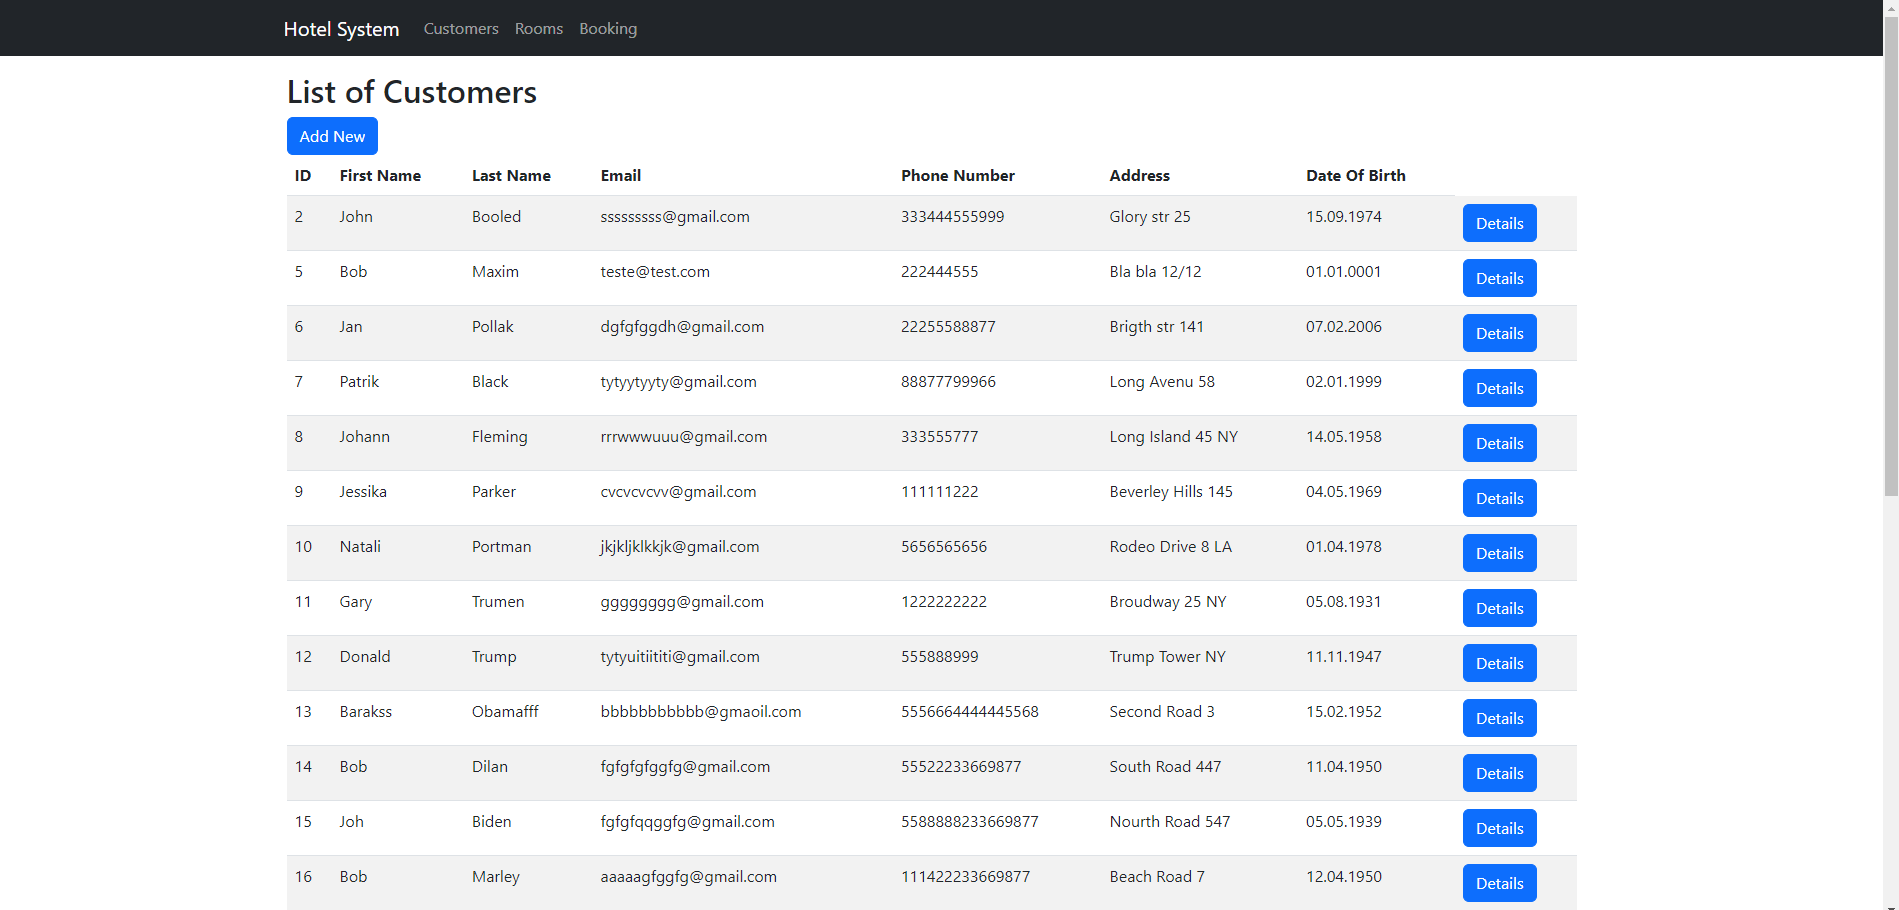 Hotel System Customers Rooms Booking
List of Customers
Add New
ID First Name Last Name Email Phone Number Address Date Of Birth
2 John Booled sssssssss@gmail.com 333444555999 Glory str 25 15.09.1974 Details
5 Bob Maxim teste@test.com 222444555 Bla bla 12/12 01.01.0001 Details
6 Jan Pollak dgfgfggdh@gmail.com 22255588877 Brigth str 141 07.02.2006 Details
7 Patrik Black tytyytyyty@gmail.com 88877799966 Long Avenu 58 02.01.1999 Details
8 Johann Fleming rrrwwwuuu@gmail.com 333555777 Long Island 45 NY 14.05.1958 Details
9 Jessika Parker cvcvcvcvv@gmail.com 111111222 Beverley Hills 145 04.05.1969 Details
10 Natali Portman jkjkljklkkjk@gmail.com 5656565656 Rodeo Drive 8 LA 01.04.1978 Details
11 Gary Trumen gggggggg@gmail.com 1222222222 Broudway 25 NY 05.08.1931 Details
12 Donald Trump tytyuitiititi@gmail.com 555888999 Trump Tower NY 11.11.1947 Details
13 Barakss Obamafff bbbbbbbbbbb@gmaoil.com 5556664444445568 Second Road 3 15.02.1952 Details
14 Bob Dilan fgfgfgfggfg@gmail.com 55522233669877 South Road 447 11.04.1950 Details
15 Joh Biden fgfgfqqggfg@gmail.com 5588888233669877 Nourth Road 547 05.05.1939 Details
16 Bob Marley aaaaagfggfg@gmail.com 111422233669877 Beach Road 7 12.04.1950 Details